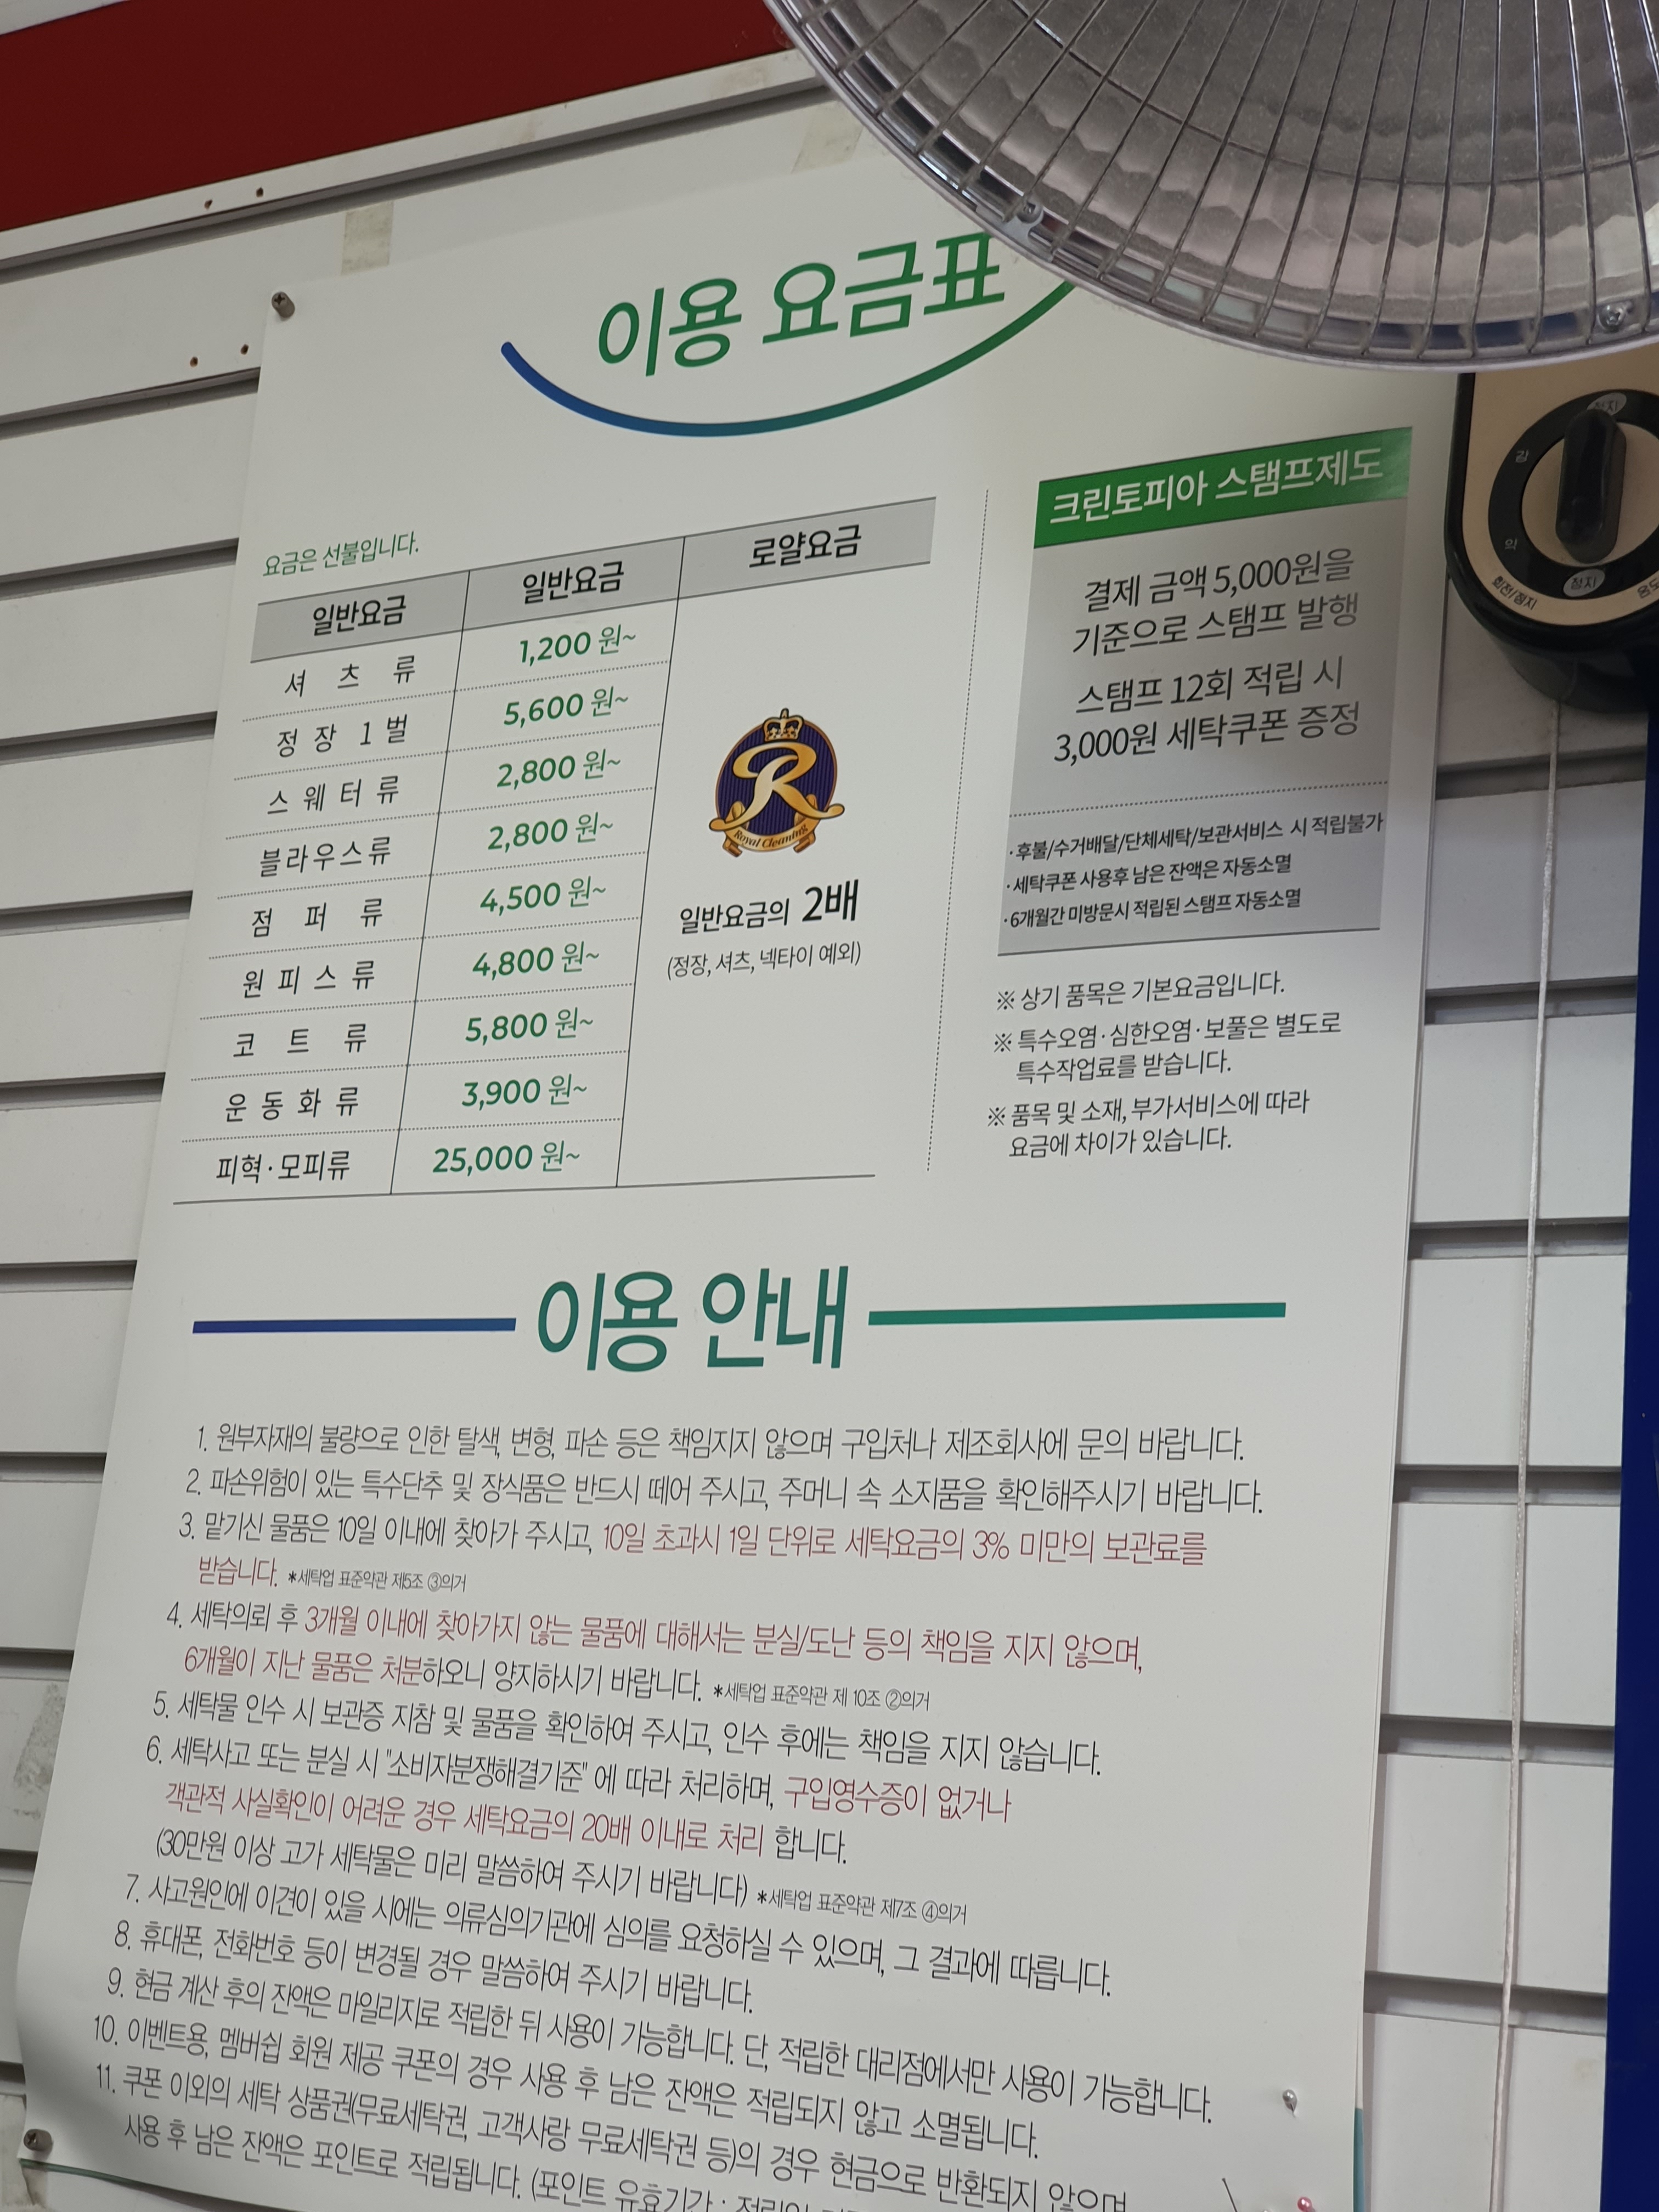 이용 요금표
요금은 선불입니다.
일반요금 일반요금 로얄요금
셔츠류 1,200 원~
정장 1벌 5,600 원~
스웨터류 2,800 원~
블라우스류 2,800 원~
점퍼류 4,500 원~
원피스류 4,800 원~
코트류 5,800 원~
운동화류 3,900 원~
피혁·모피류 25,000 원~
R
Royal Cleaning
일반요금의 2배
(정장, 셔츠, 넥타이 예외)
크린토피아 스탬프제도
결제 금액 5,000원을
기준으로 스탬프 발행
스탬프 12회 적립 시
3,000원 세탁쿠폰 증정
·후불/수거배달/단체세탁/보관서비스 시 적립불가
·세탁쿠폰 사용후 남은 잔액은 자동소멸
·6개월간 미방문시 적립된 스탬프 자동소멸
※ 상기 품목은 기본요금입니다.
※ 특수오염·심한오염·보풀은 별도로
특수작업료를 받습니다.
※ 품목 및 소재, 부가서비스에 따라
요금에 차이가 있습니다.
정지
강
약
정지
회전/정지
이용 안내
1. 원부자재의 불량으로 인한 탈색, 변형, 파손 등은 책임지지 않으며 구입처나 제조회사에 문의 바랍니다.
2. 파손위험이 있는 특수단추 및 장식품은 반드시 떼어 주시고, 주머니 속 소지품을 확인해주시기 바랍니다.
3. 맡기신 물품은 10일 이내에 찾아가 주시고, 10일 초과시 1일 단위로 세탁요금의 3% 미만의 보관료를
받습니다. *세탁업 표준약관 제5조 ③의거
4. 세탁의뢰 후 3개월 이내에 찾아가지 않는 물품에 대해서는 분실/도난 등의 책임을 지지 않으며,
6개월이 지난 물품은 처분하오니 양지하시기 바랍니다. *세탁업 표준약관 제 10조 ②의거
5. 세탁물 인수 시 보관증 지참 및 물품을 확인하여 주시고, 인수 후에는 책임을 지지 않습니다.
6. 세탁사고 또는 분실 시 "소비자분쟁해결기준" 에 따라 처리하며, 구입영수증이 없거나
객관적 사실확인이 어려운 경우 세탁요금의 20배 이내로 처리 합니다.
(30만원 이상 고가 세탁물은 미리 말씀하여 주시기 바랍니다) *세탁업 표준약관 제7조 ④의거
7. 사고원인에 이견이 있을 시에는 의류심의기관에 심의를 요청하실 수 있으며, 그 결과에 따릅니다.
8. 휴대폰, 전화번호 등이 변경될 경우 말씀하여 주시기 바랍니다.
9. 현금 계산 후의 잔액은 마일리지로 적립한 뒤 사용이 가능합니다. 단, 적립한 대리점에서만 사용이 가능합니다.
10. 이벤트용, 멤버쉽 회원 제공 쿠폰의 경우 사용 후 남은 잔액은 적립되지 않고 소멸됩니다.
11. 쿠폰 이외의 세탁 상품권(무료세탁권, 고객사랑 무료세탁권 등)의 경우 현금으로 반환되지 않으며
사용 후 남은 잔액은 포인트로 적립됩니다. (포인트 유효기간 :